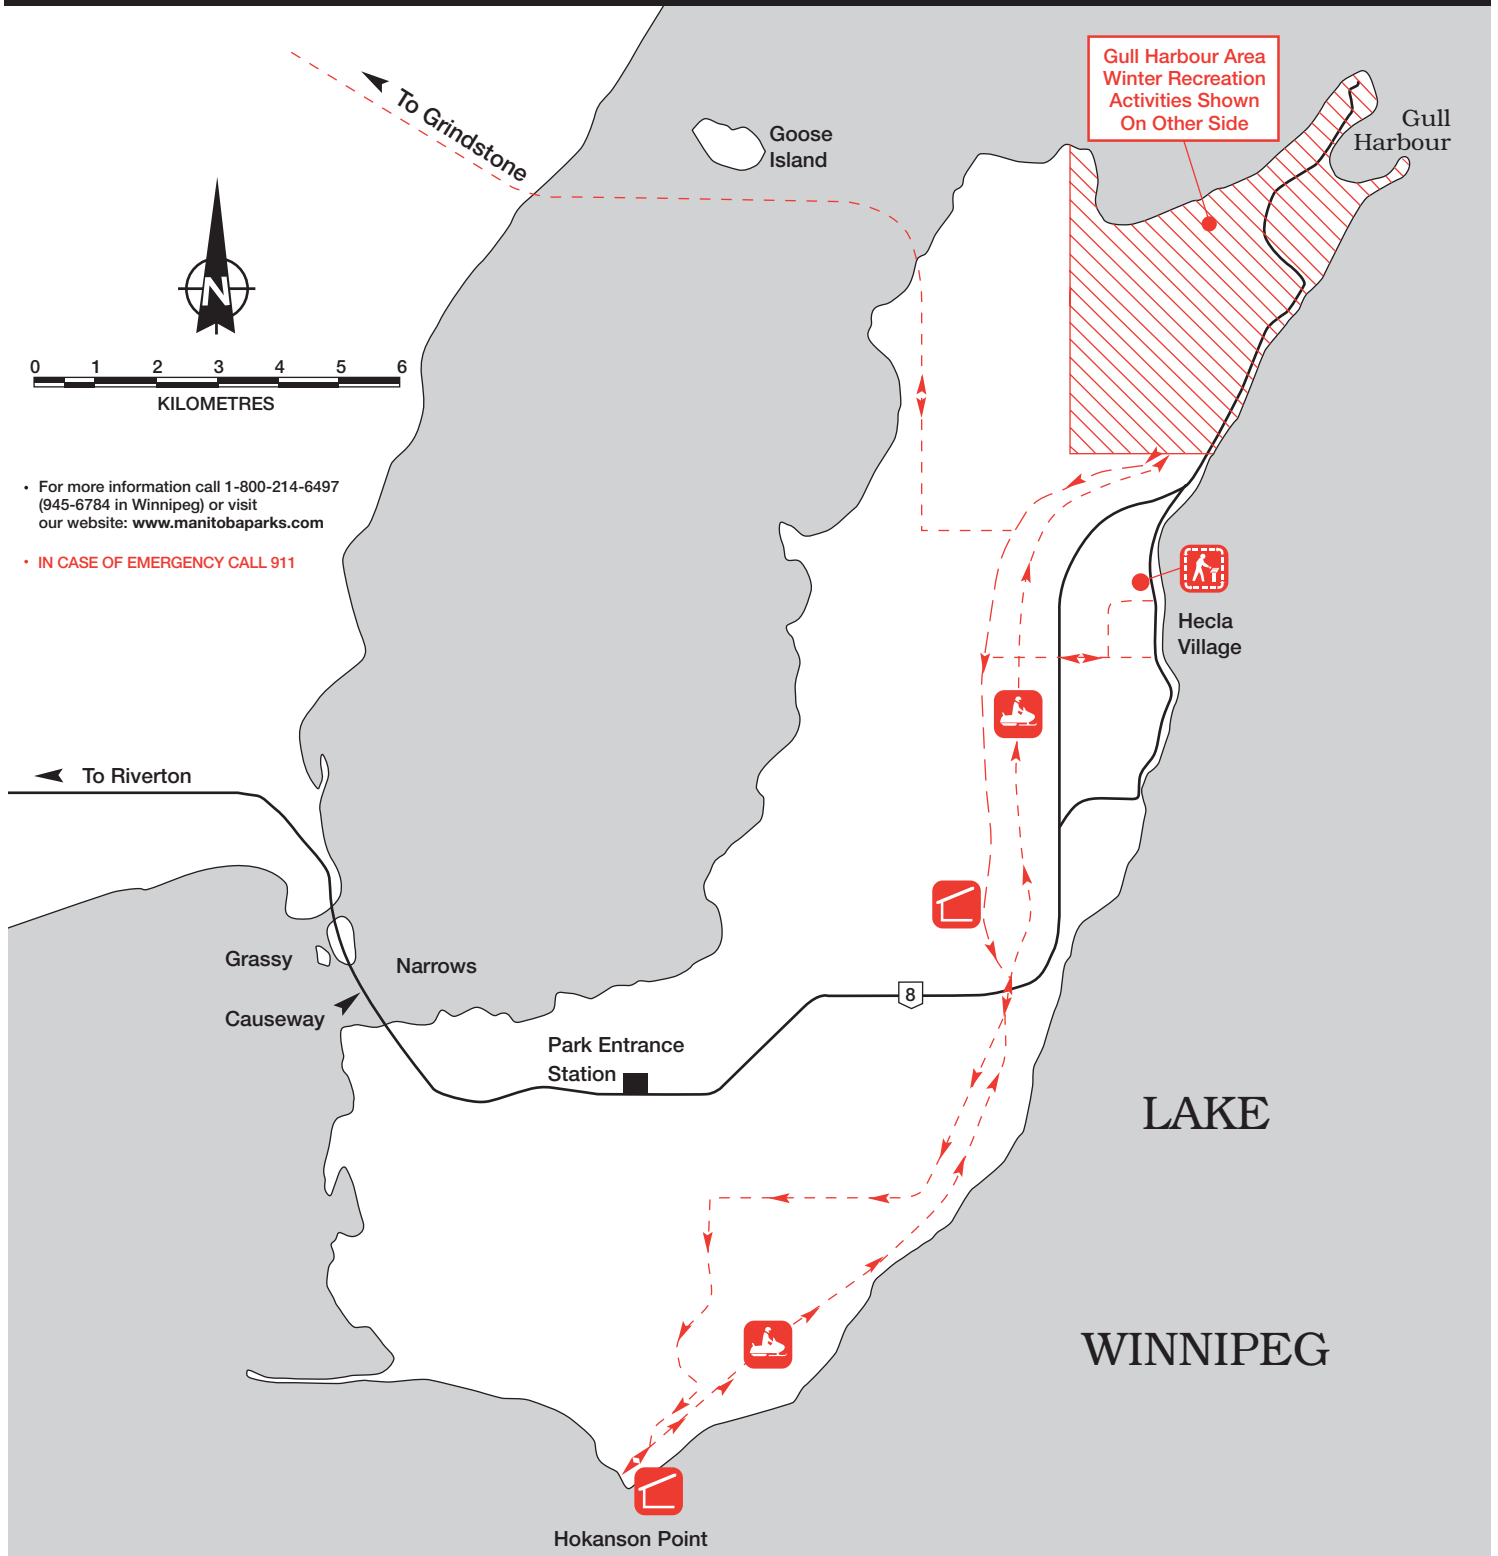 Gull Harbour Area
Winter Recreation
Activities Shown
On Other Side
Gull
Harbour
To Grindstone
Goose
Island
N
0 1 2 3 4 5 6
KILOMETRES
• For more information call 1-800-214-6497
(945-6784 in Winnipeg) or visit
our website: www.manitobaparks.com
• IN CASE OF EMERGENCY CALL 911
Hecla
Village
To Riverton
Grassy
Narrows
Causeway
8
Park Entrance
Station
LAKE
WINNIPEG
Hokanson Point